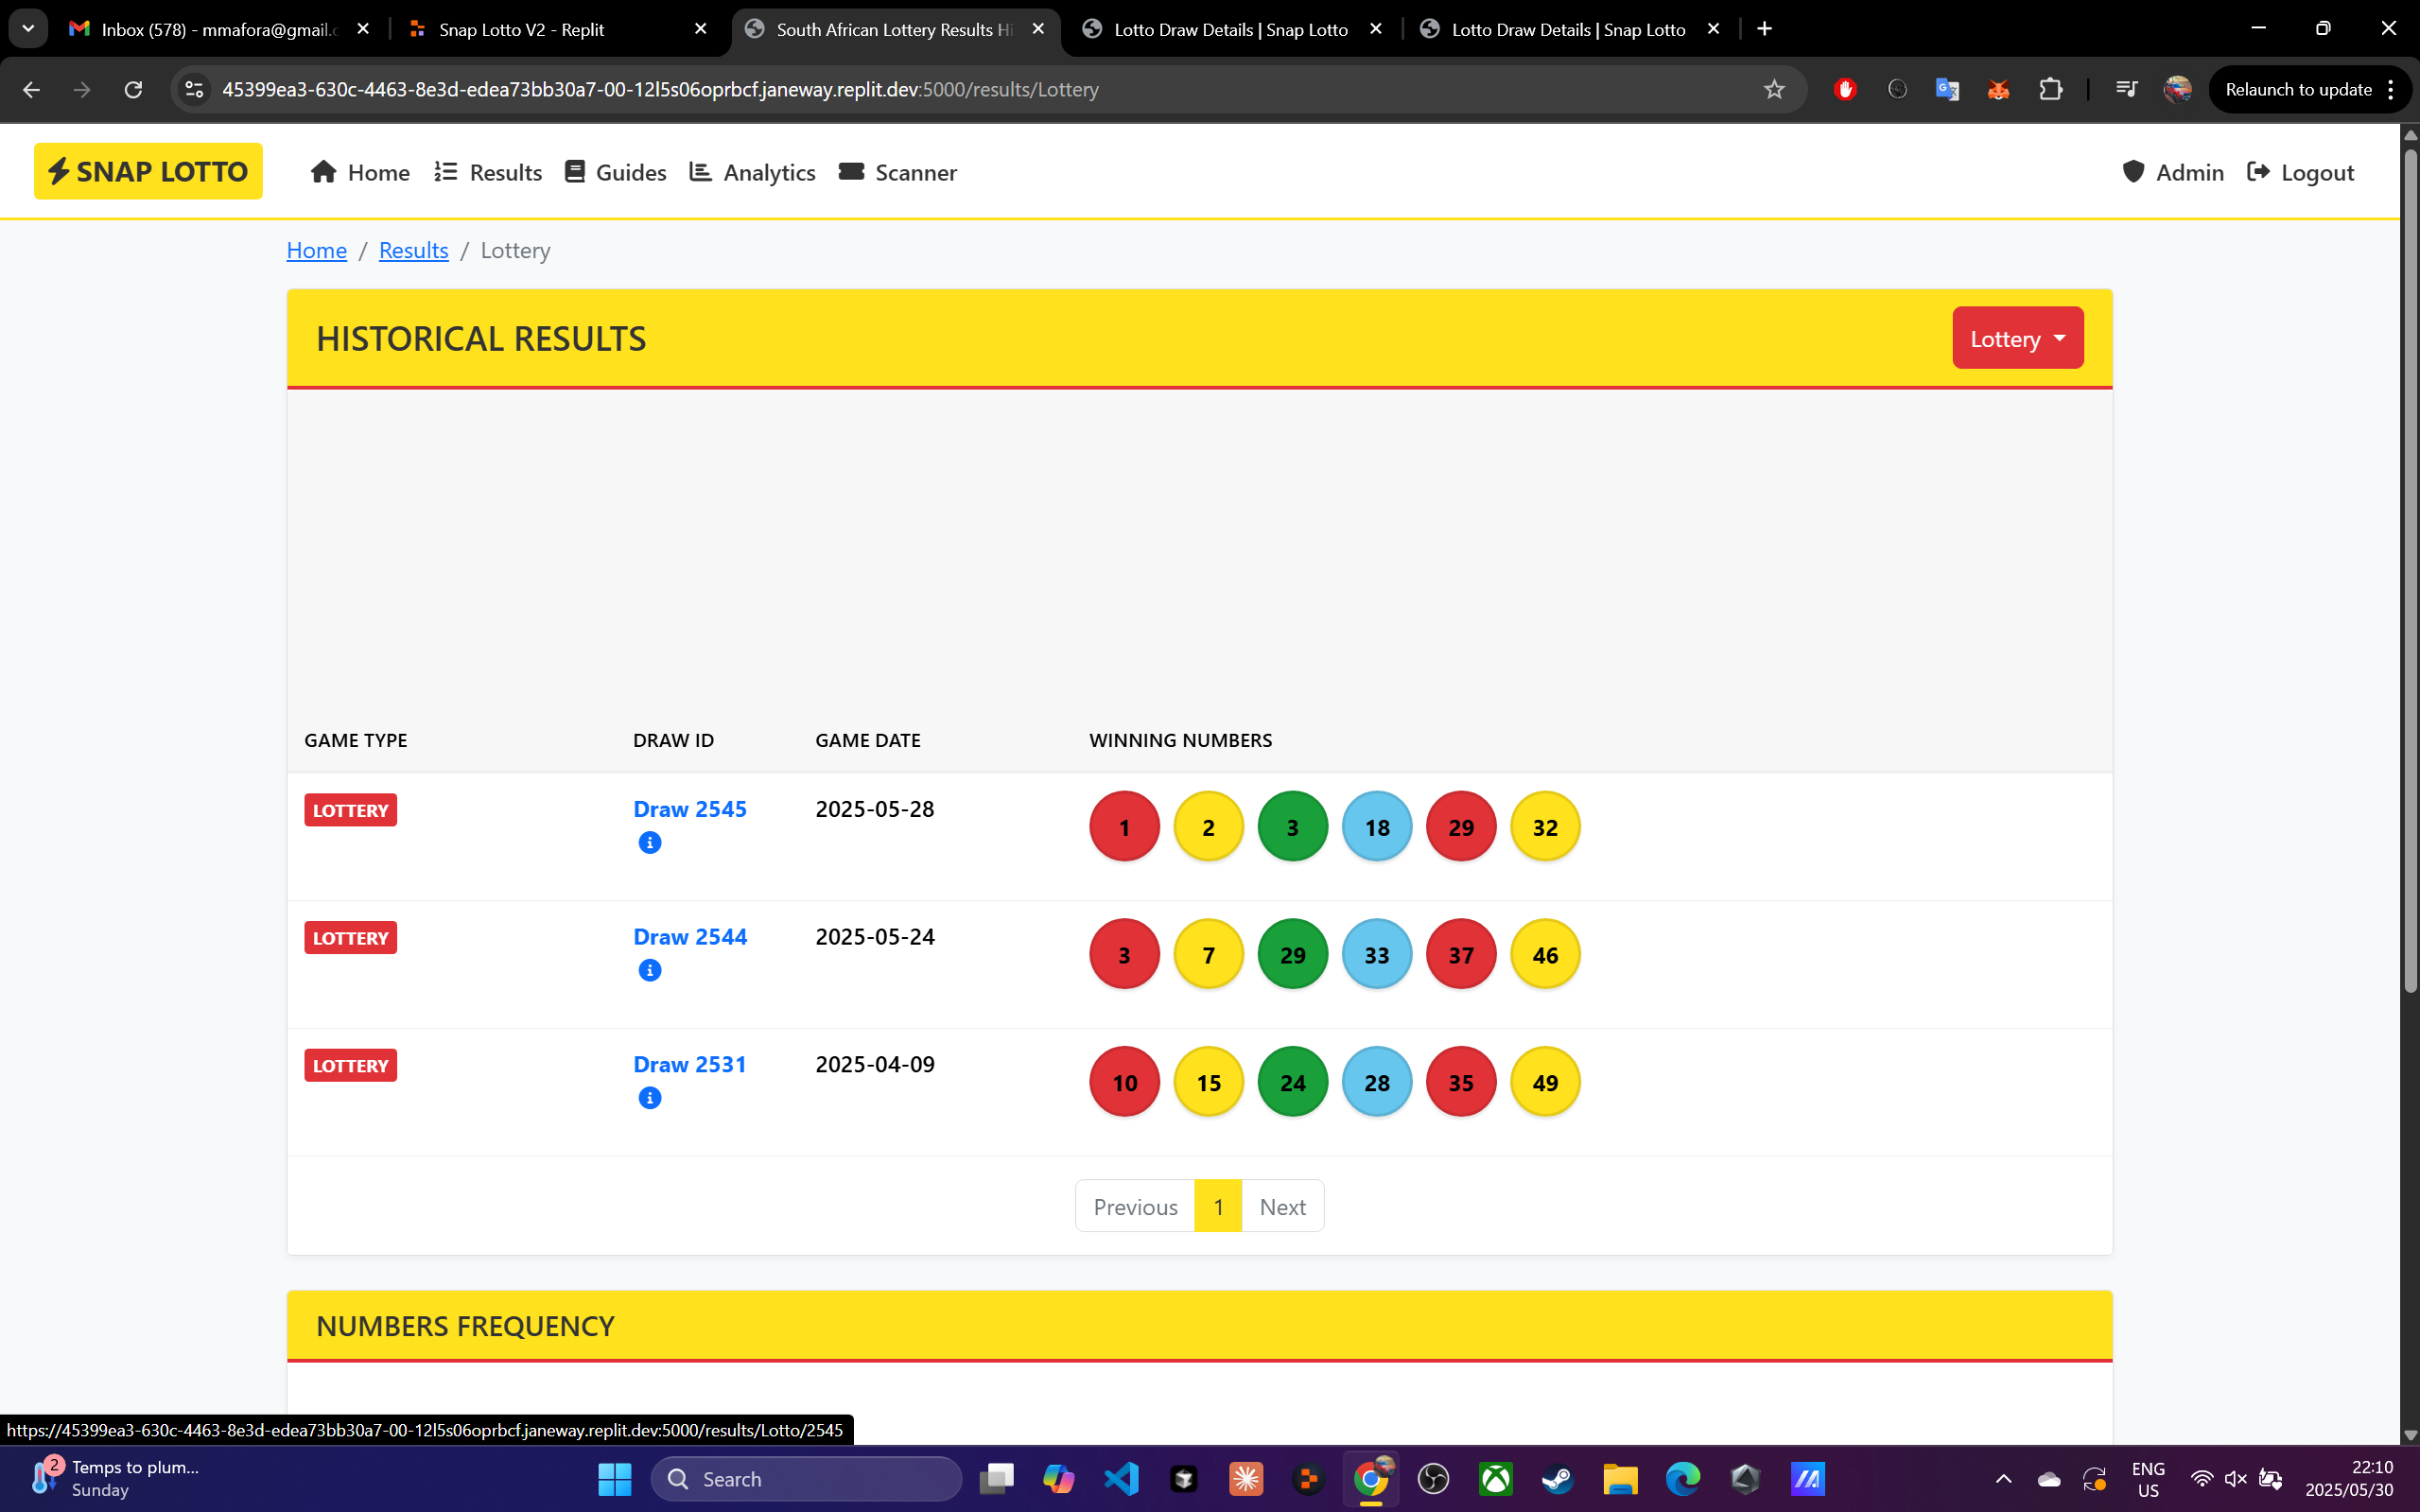 Inbox (578) - mmafora@gmail.c
Snap Lotto V2 - Replit
South African Lottery Results Hi
Lotto Draw Details | Snap Lotto
Lotto Draw Details | Snap Lotto
45399ea3-630c-4463-8e3d-edea73bb30a7-00-12l5s06oprbcf.janeway.replit.dev:5000/results/Lottery
Relaunch to update
SNAP LOTTO
Home
Results
Guides
Analytics
Scanner
Admin
Logout
Home / Results / Lottery
HISTORICAL RESULTS
Lottery
GAME TYPE DRAW ID GAME DATE WINNING NUMBERS
LOTTERY Draw 2545 2025-05-28 1 2 3 18 29 32
LOTTERY Draw 2544 2025-05-24 3 7 29 33 37 46
LOTTERY Draw 2531 2025-04-09 10 15 24 28 35 49
Previous 1 Next
NUMBERS FREQUENCY
https://45399ea3-630c-4463-8e3d-edea73bb30a7-00-12l5s06oprbcf.janeway.replit.dev:5000/results/Lotto/2545
2
Temps to plum...
Sunday
Search
ENG
US
22:10
2025/05/30